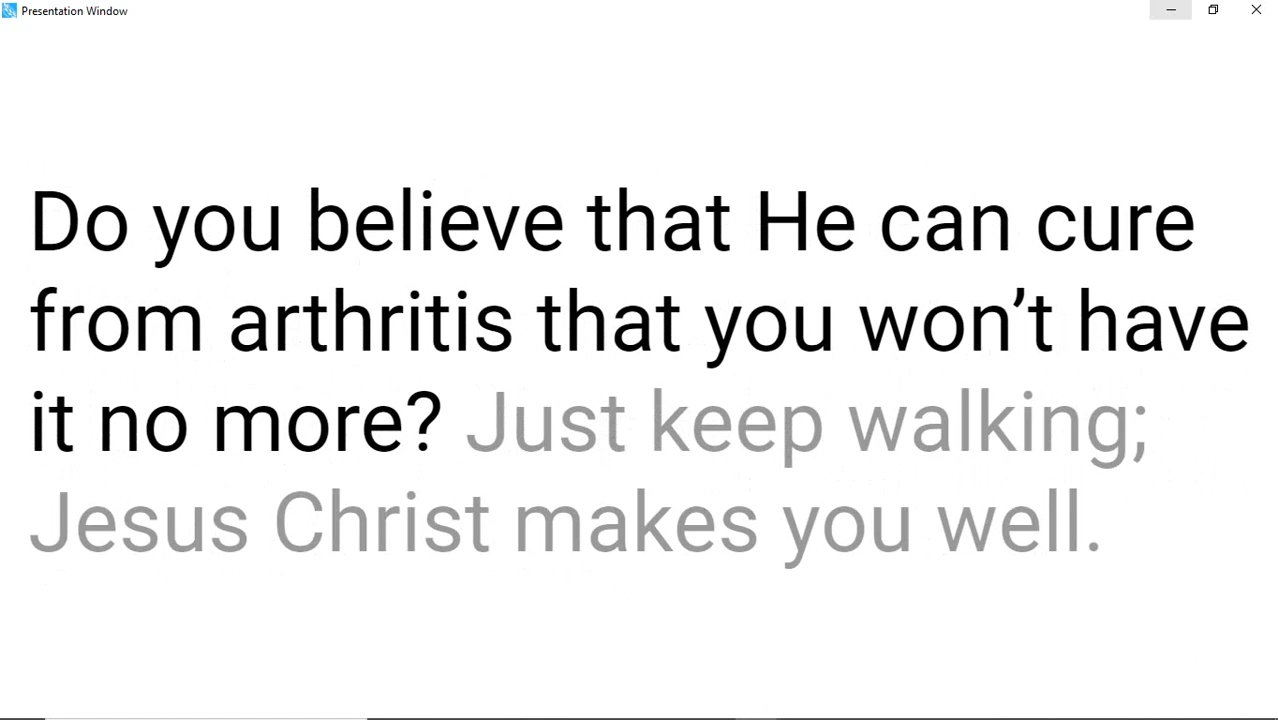 Presentation Window
Do you believe that He can cure
from arthritis that you won’t have
it no more? Just keep walking;
Jesus Christ makes you well.